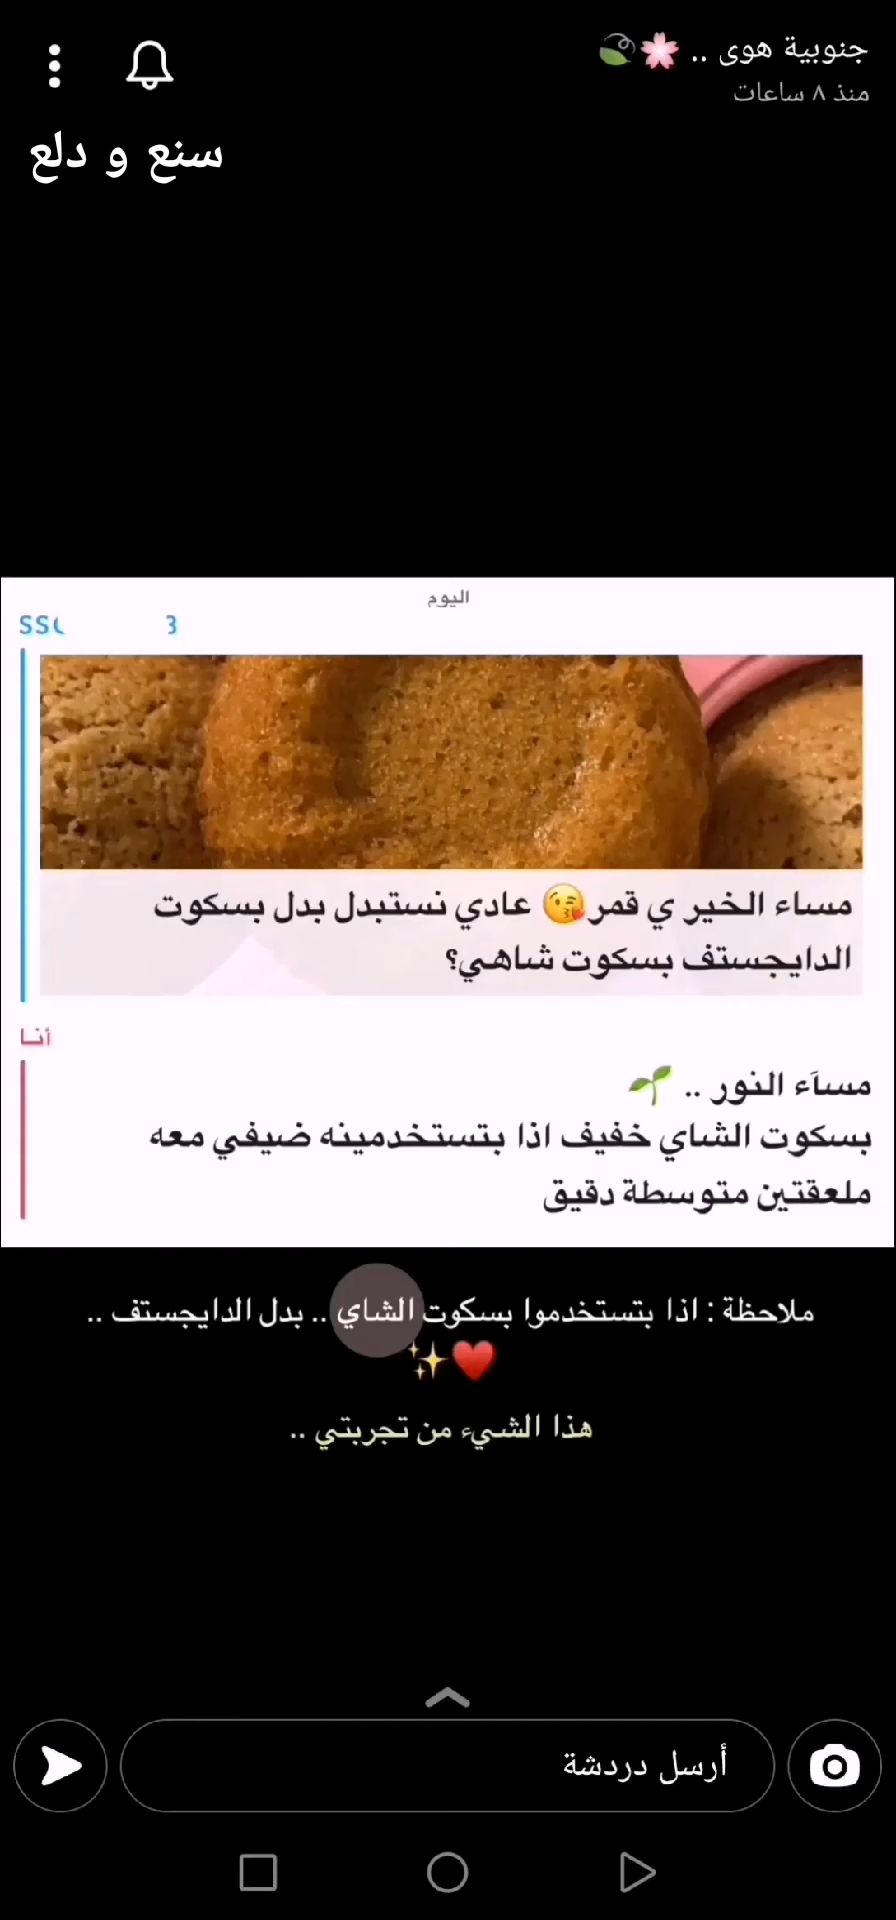 جنوبية هوى .. 🌸🍃
منذ ٨ ساعات
سنع و دلع
اليوم
مساء الخير ي قمر😘 عادي نستبدل بدل بسكوت
الدايجستف بسكوت شاهي؟
أنا
مساَء النور .. 🌱
بسكوت الشاي خفيف اذا بتستخدمينه ضيفي معه
ملعقتين متوسطة دقيق
ملاحظة : اذا بتستخدموا بسكوت الشاي .. بدل الدايجستف ..
♥️✨
هذا الشيء من تجربتي ..
أرسل دردشة